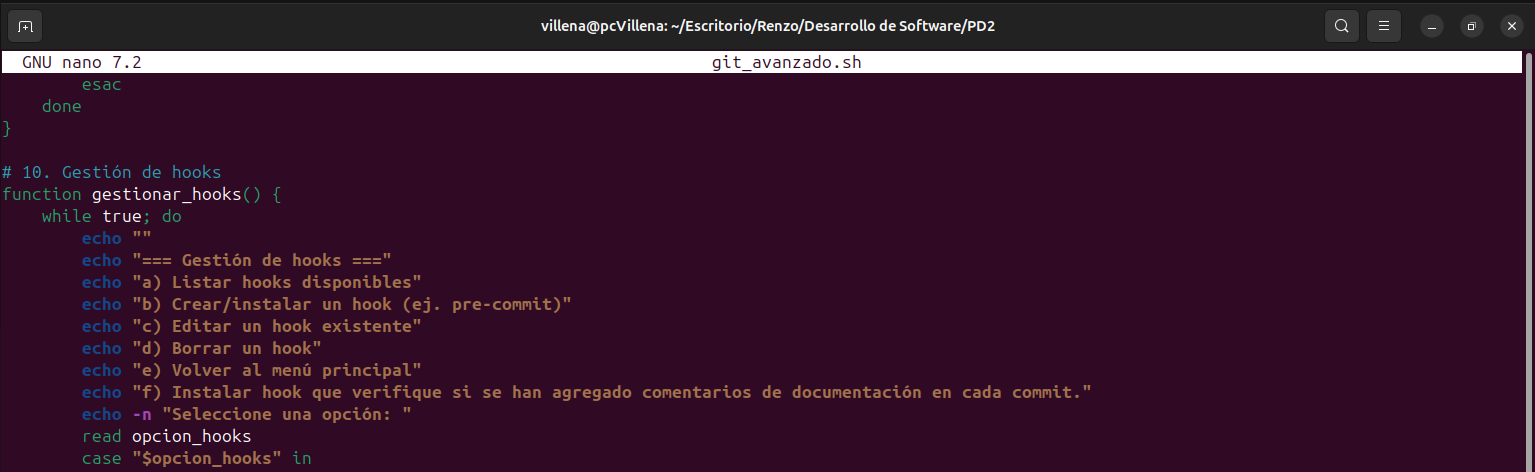 villena@pcVillena: ~/Escritorio/Renzo/Desarrollo de Software/PD2
GNU nano 7.2 git_avanzado.sh
        esac
    done
}

# 10. Gestión de hooks
function gestionar_hooks() {
    while true; do
        echo ""
        echo "=== Gestión de hooks ==="
        echo "a) Listar hooks disponibles"
        echo "b) Crear/instalar un hook (ej. pre-commit)"
        echo "c) Editar un hook existente"
        echo "d) Borrar un hook"
        echo "e) Volver al menú principal"
        echo "f) Instalar hook que verifique si se han agregado comentarios de documentación en cada commit."
        echo -n "Seleccione una opción: "
        read opcion_hooks
        case "$opcion_hooks" in